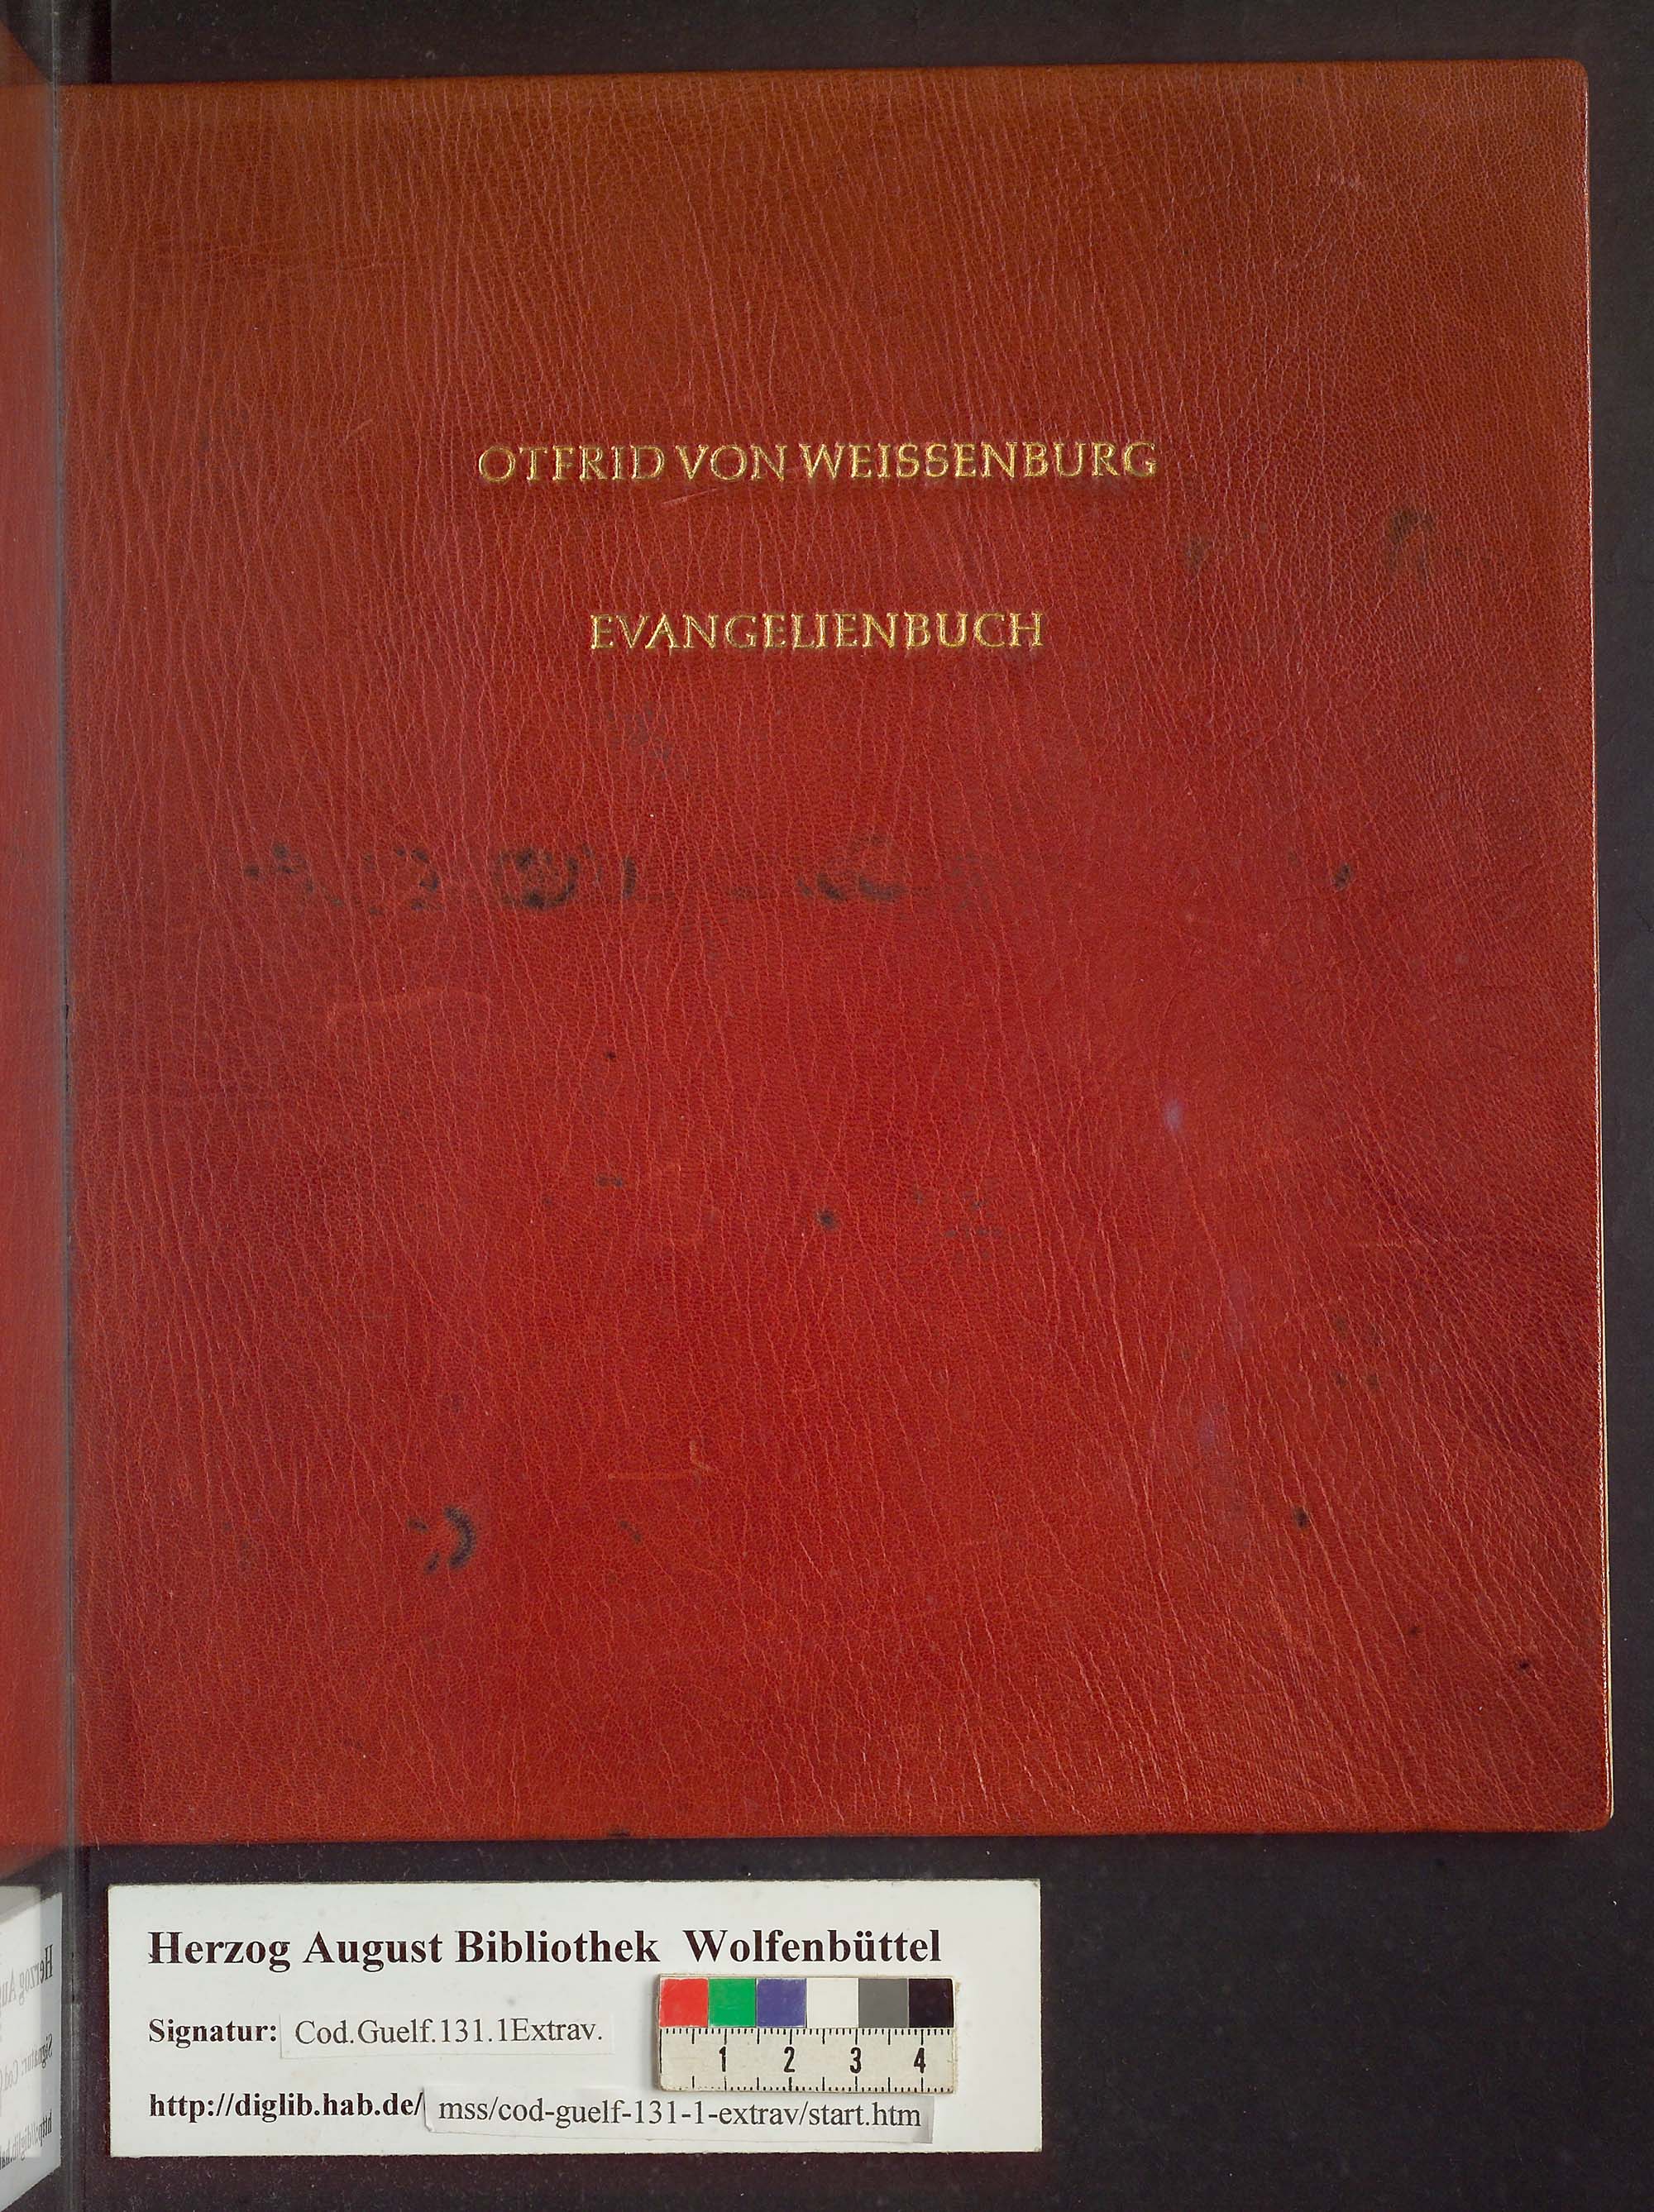 OTFRID VON WEISSENBURG
EVANGELIENBUCH
Herzog August Bibliothek Wolfenbüttel
Signatur: Cod.Guelf.131.1Extrav.
1 2 3 4
http://diglib.hab.de/ mss/cod-guelf-131-1-extrav/start.htm